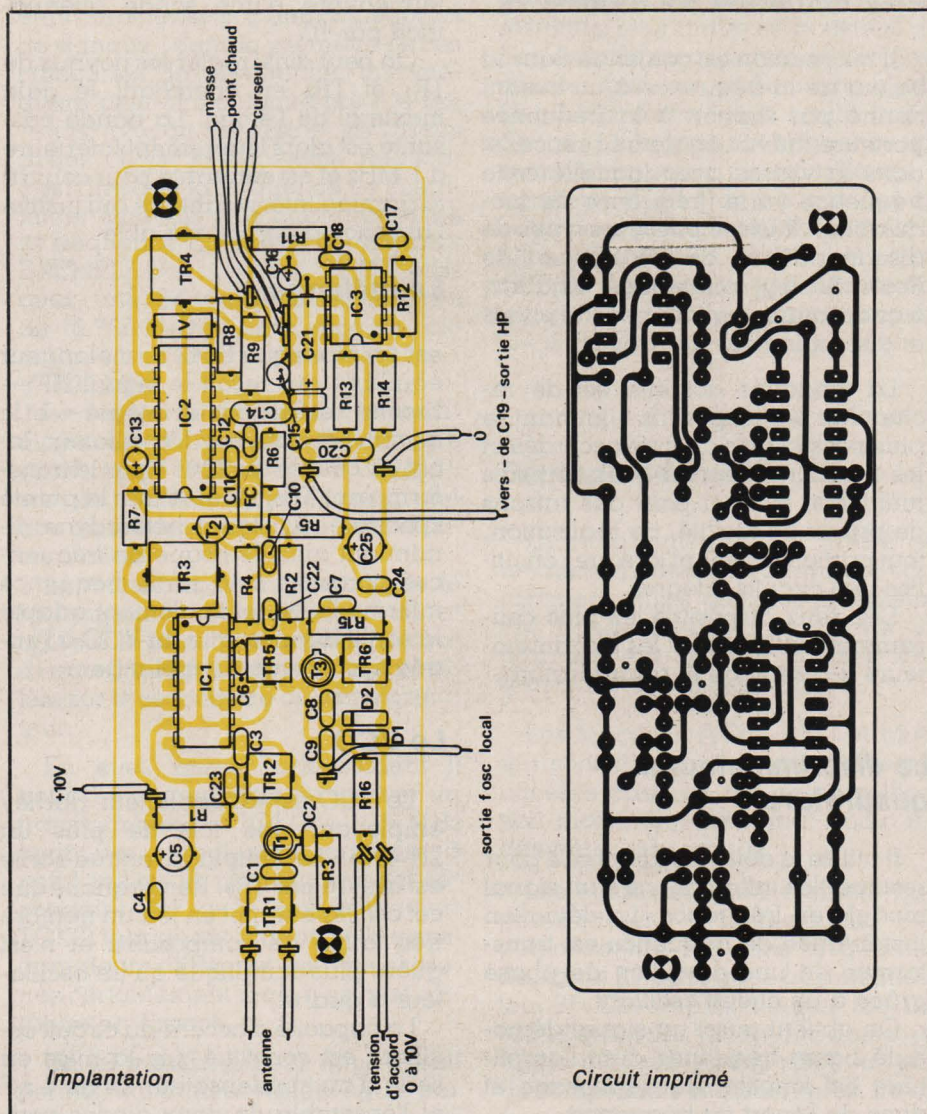 masse
point chaud
curseur
TR4
R11
C18
C17
C16
IC2
R8
R9
C21
IC3
R12
C13
C14
R13
R14
C12
C11
FC
R6
C15
C20
R7
T2
C10
0
(vers - de C19 - sortie HP)
TR3
R4
R5
R2
C22
C25
C24
IC1
C6
TR5
C7
R15
T3
TR6
C3
C8
D2
D1
+10V
R1
C23
TR2
C9
sortie f osc local
C5
C4
C1
T1
C2
TR1
R3
R16
antenne
tension
d'accord
0 à 10V
Implantation
Circuit imprimé